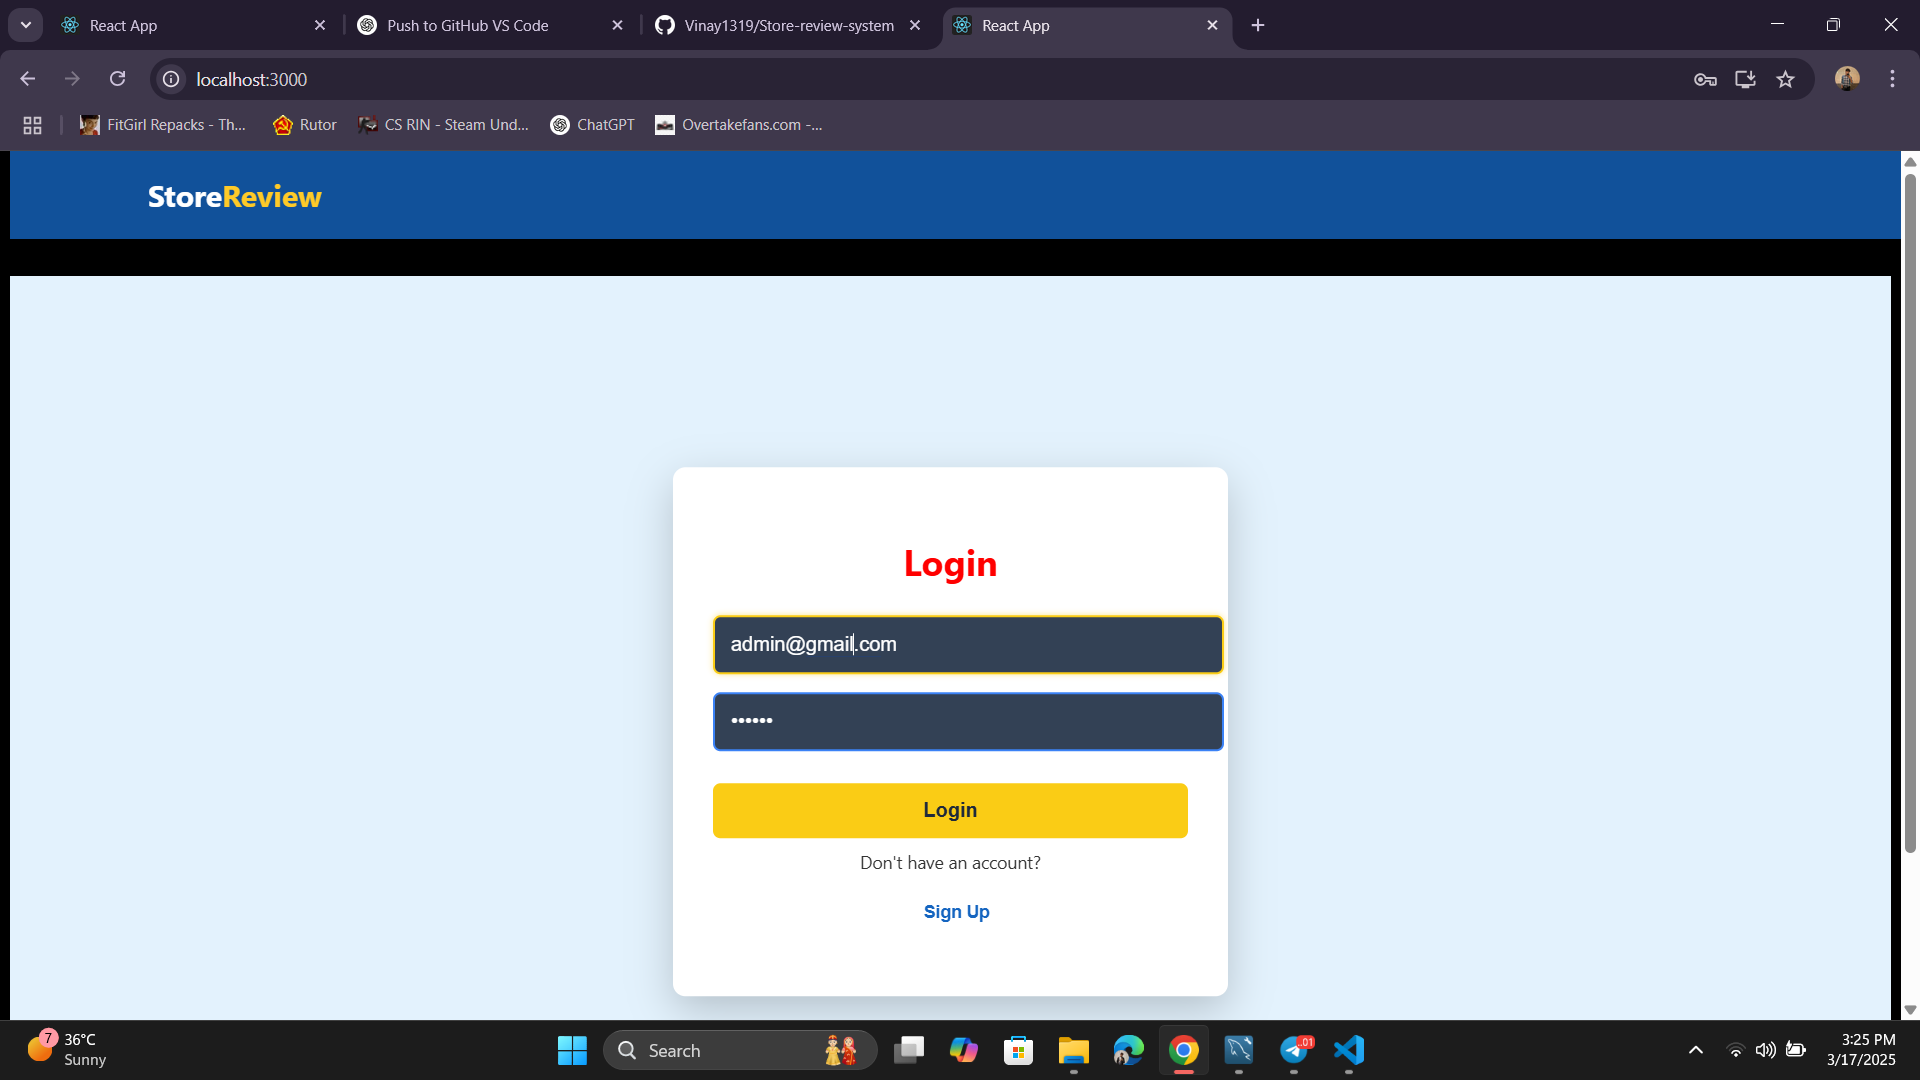 React App
Push to GitHub VS Code
Vinay1319/Store-review-system
React App
localhost:3000
FitGirl Repacks - Th...
Rutor
CS RIN - Steam Und...
ChatGPT
Overtakefans.com -...
StoreReview
Login
admin@gmail.com
••••••
Login
Don't have an account?
Sign Up
7
36°C
Sunny
Search
.01
3:25 PM
3/17/2025